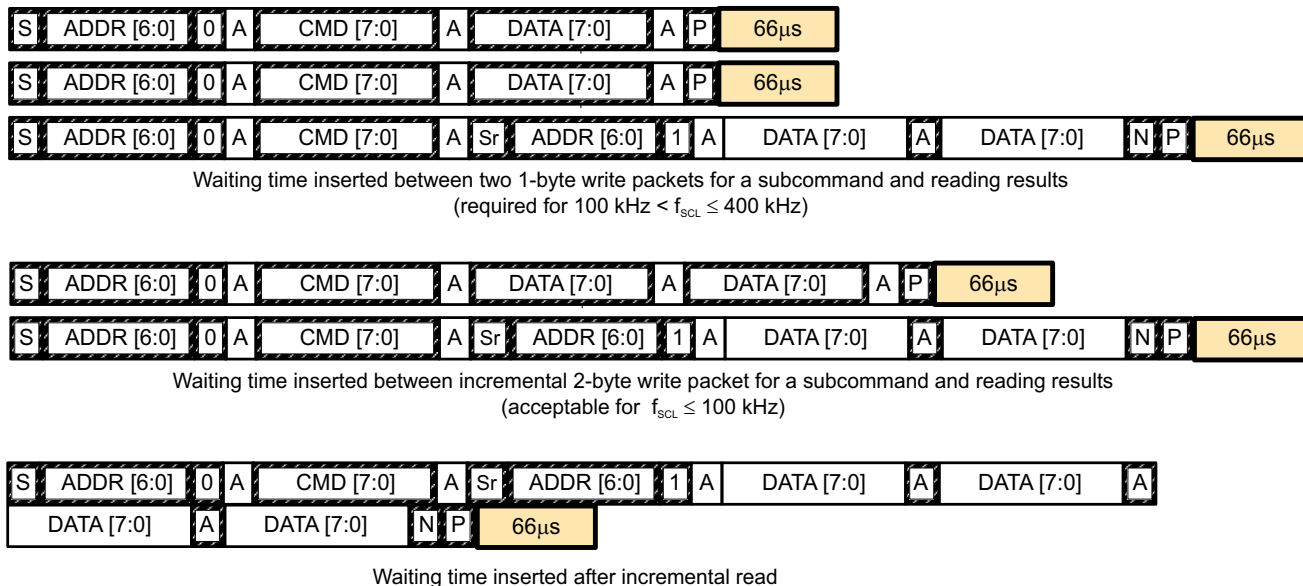 S ADDR [6:0] 0 A CMD [7:0] A DATA [7:0] A P 66μs
S ADDR [6:0] 0 A CMD [7:0] A DATA [7:0] A P 66μs
S ADDR [6:0] 0 A CMD [7:0] A Sr ADDR [6:0] 1 A DATA [7:0] A DATA [7:0] N P 66μs
Waiting time inserted between two 1-byte write packets for a subcommand and reading results
(required for 100 kHz < fSCL ≤ 400 kHz)
S ADDR [6:0] 0 A CMD [7:0] A DATA [7:0] A DATA [7:0] A P 66μs
S ADDR [6:0] 0 A CMD [7:0] A Sr ADDR [6:0] 1 A DATA [7:0] A DATA [7:0] N P 66μs
Waiting time inserted between incremental 2-byte write packet for a subcommand and reading results
(acceptable for fSCL ≤ 100 kHz)
S ADDR [6:0] 0 A CMD [7:0] A Sr ADDR [6:0] 1 A DATA [7:0] A DATA [7:0] A
DATA [7:0] A DATA [7:0] N P 66μs
Waiting time inserted after incremental read